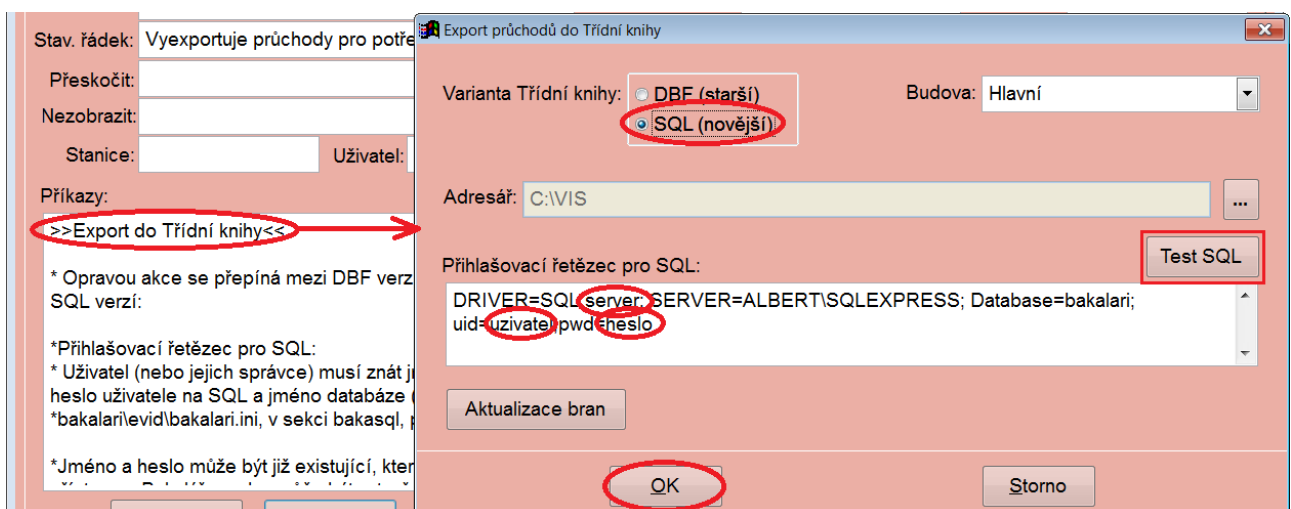 Stav. řádek: Vyexportuje průchody pro potře
Přeskočit:
Nezobrazit:
Stanice: Uživatel:
Příkazy:
>>Export do Třídní knihy<<
* Opravou akce se přepíná mezi DBF verz
SQL verzí:
*Přihlašovací řetězec pro SQL:
* Uživatel (nebo jejich správce) musí znát
heslo uživatele na SQL a jméno databáze (
*bakalari\evid\bakalari.ini, v sekci bakasql,
*Jméno a heslo může být již existující, kter
Export průchodů do Třídní knihy
Varianta Třídní knihy: DBF (starší) Budova: Hlavní
SQL (novější)
Adresář: C:\VIS ...
Test SQL
Přihlašovací řetězec pro SQL:
DRIVER=SQL server; SERVER=ALBERT\SQLEXPRESS; Database=bakalari;
uid=uzivatel;pwd=heslo
Aktualizace bran
OK Storno